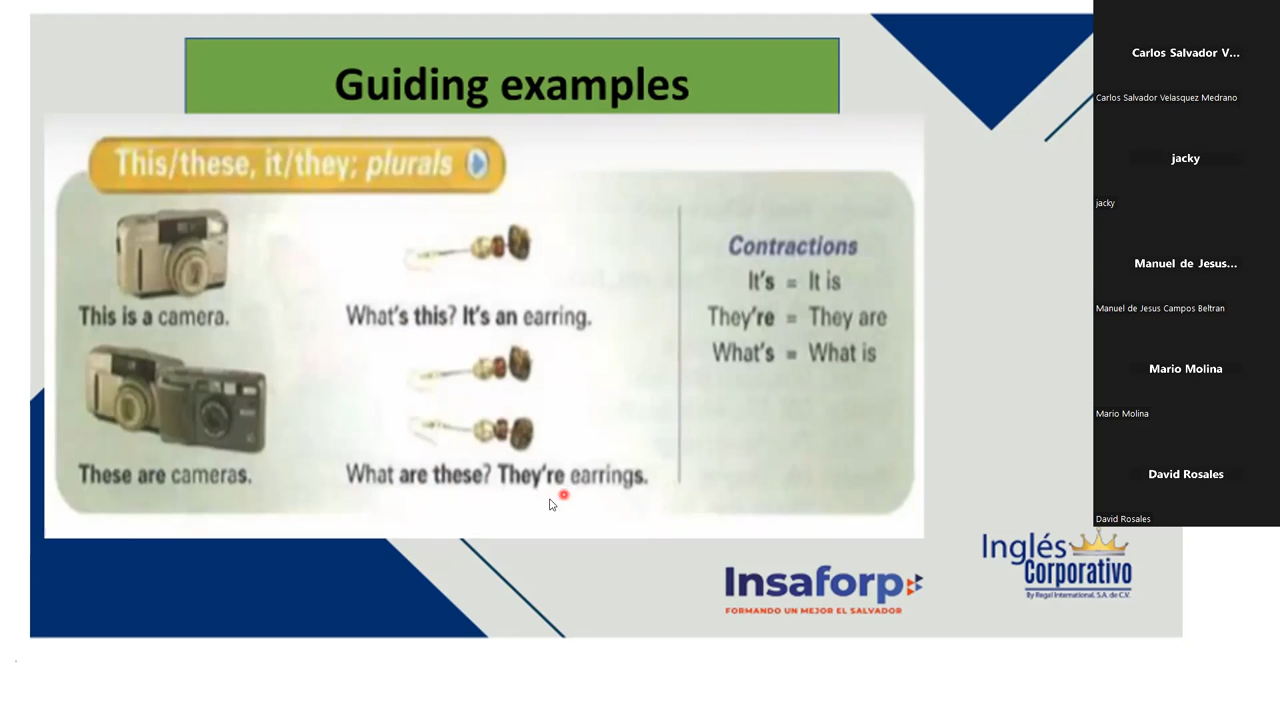 Guiding examples
This/these, it/they; plurals
This is a camera.
What's this? It's an earring.
These are cameras.
What are these? They're earrings.
Contractions
It's = It is
They're = They are
What's = What is
Insaforp
FORMANDO UN MEJOR EL SALVADOR
Inglés
Corporativo
By Regal International, S.A. de C.V.
Carlos Salvador V...
Carlos Salvador Velasquez Medrano
jacky
jacky
Manuel de Jesus...
Manuel de Jesus Campos Beltran
Mario Molina
Mario Molina
David Rosales
David Rosales